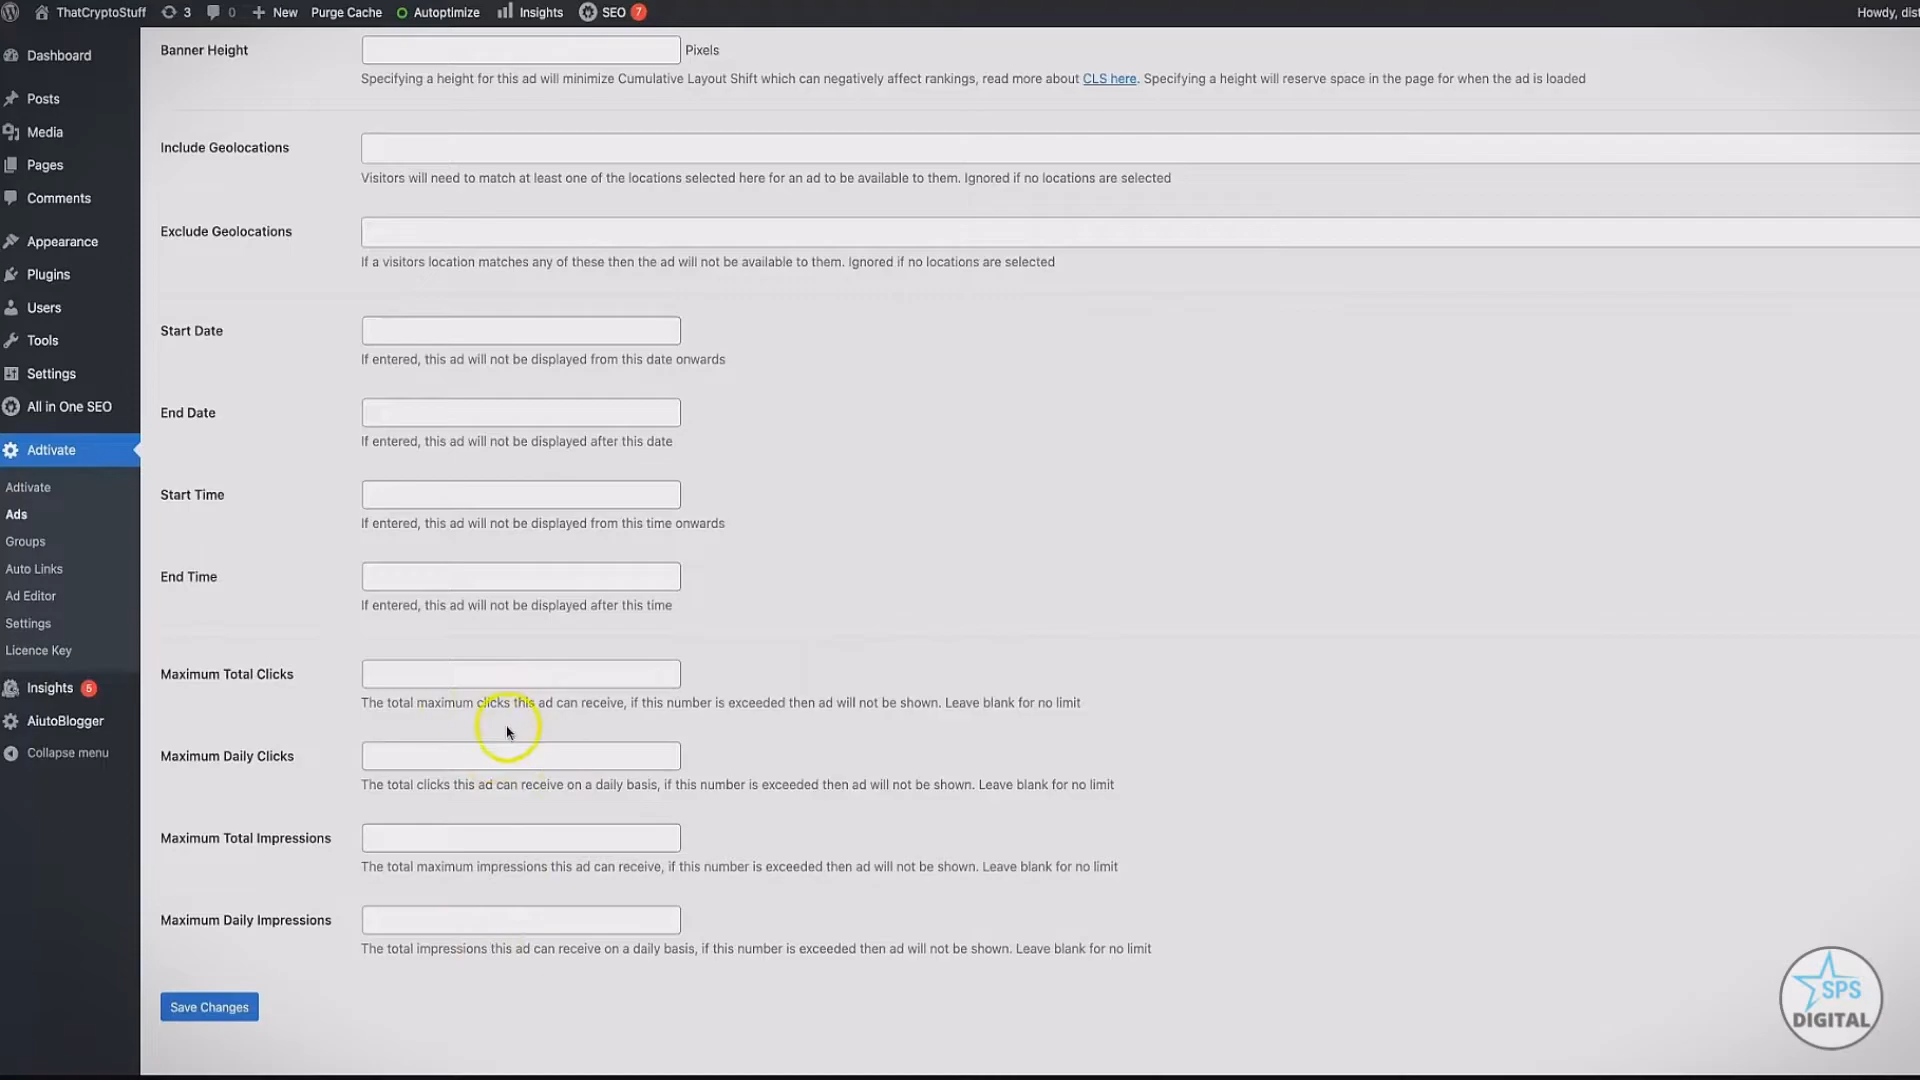 ThatCryptoStuff 3 0 New Purge Cache Autoptimize Insights SEO 7 Howdy, dist
Dashboard
Posts
Media
Pages
Comments
Appearance
Plugins
Users
Tools
Settings
All in One SEO
Adtivate
Adtivate
Ads
Groups
Auto Links
Ad Editor
Settings
Licence Key
Insights 5
AiutoBlogger
Collapse menu
Banner Height Pixels
Specifying a height for this ad will minimize Cumulative Layout Shift which can negatively affect rankings, read more about CLS here. Specifying a height will reserve space in the page for when the ad is loaded
Include Geolocations
Visitors will need to match at least one of the locations selected here for an ad to be available to them. Ignored if no locations are selected
Exclude Geolocations
If a visitors location matches any of these then the ad will not be available to them. Ignored if no locations are selected
Start Date
If entered, this ad will not be displayed from this date onwards
End Date
If entered, this ad will not be displayed after this date
Start Time
If entered, this ad will not be displayed from this time onwards
End Time
If entered, this ad will not be displayed after this time
Maximum Total Clicks
The total maximum clicks this ad can receive, if this number is exceeded then ad will not be shown. Leave blank for no limit
Maximum Daily Clicks
The total clicks this ad can receive on a daily basis, if this number is exceeded then ad will not be shown. Leave blank for no limit
Maximum Total Impressions
The total maximum impressions this ad can receive, if this number is exceeded then ad will not be shown. Leave blank for no limit
Maximum Daily Impressions
The total impressions this ad can receive on a daily basis, if this number is exceeded then ad will not be shown. Leave blank for no limit
Save Changes
SPS
DIGITAL